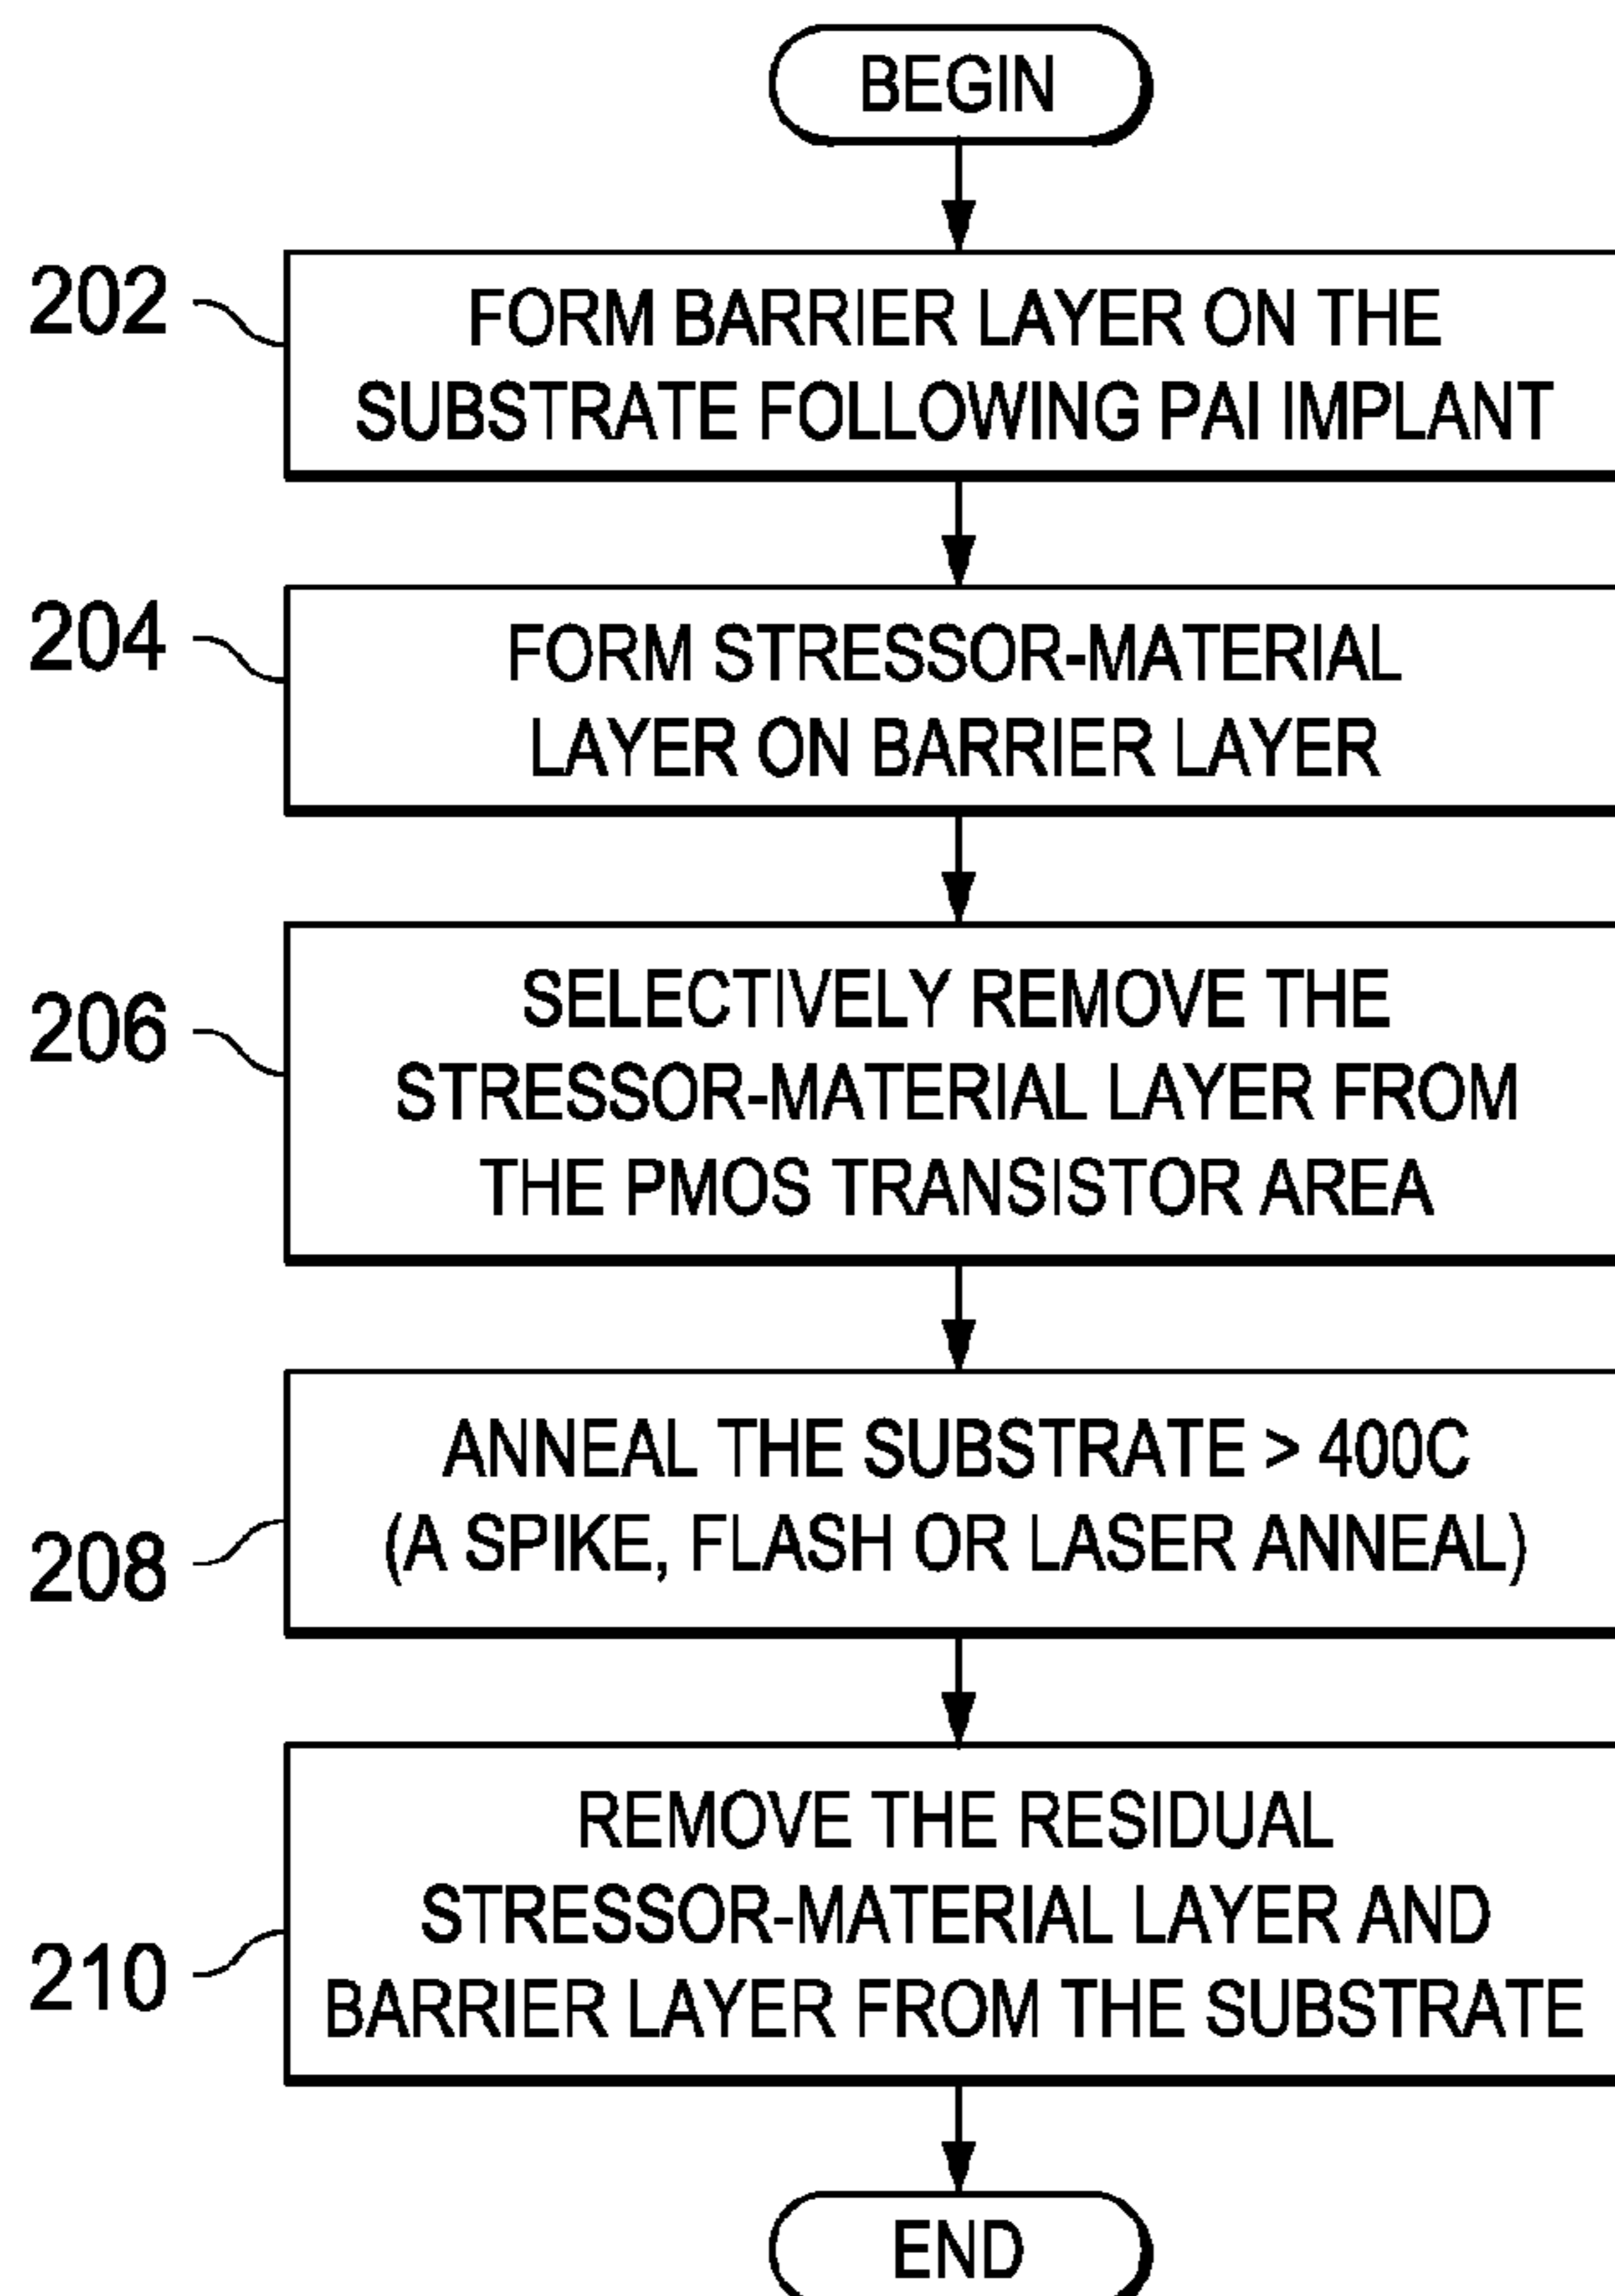 BEGIN
202
FORM BARRIER LAYER ON THE
SUBSTRATE FOLLOWING PAI IMPLANT
204
FORM STRESSOR-MATERIAL
LAYER ON BARRIER LAYER
206
SELECTIVELY REMOVE THE
STRESSOR-MATERIAL LAYER FROM
THE PMOS TRANSISTOR AREA
208
ANNEAL THE SUBSTRATE > 400C
(A SPIKE, FLASH OR LASER ANNEAL)
210
REMOVE THE RESIDUAL
STRESSOR-MATERIAL LAYER AND
BARRIER LAYER FROM THE SUBSTRATE
END